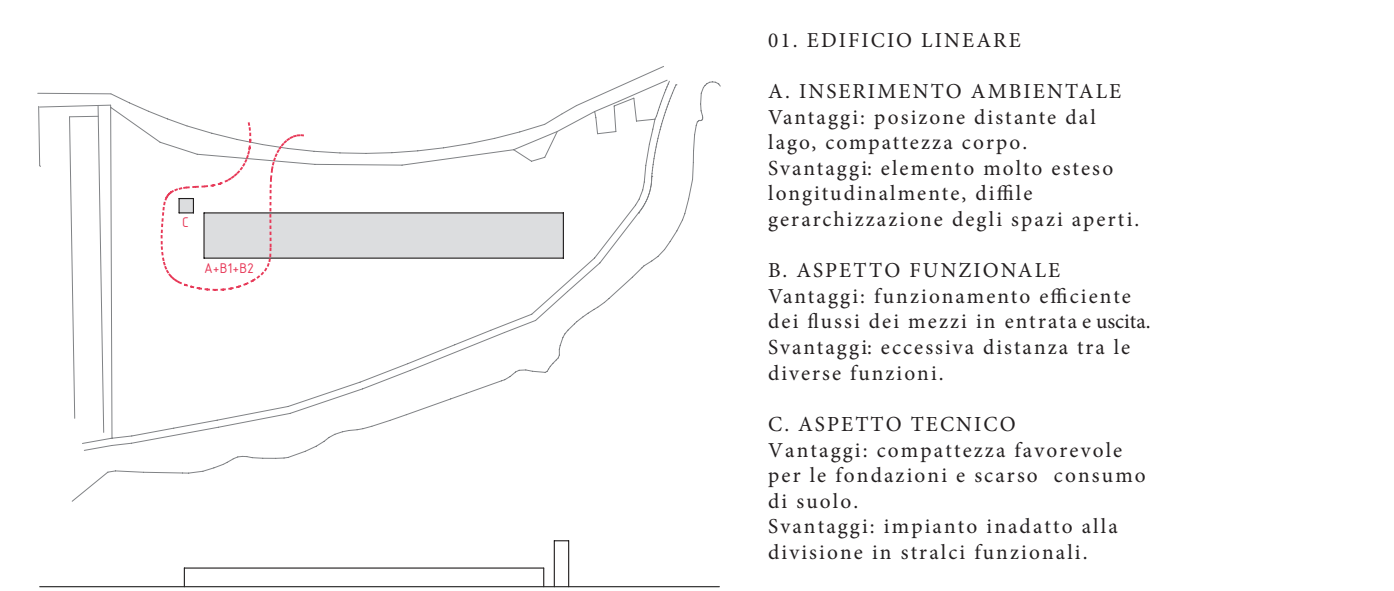 01. EDIFICIO LINEARE
A. INSERIMENTO AMBIENTALE
Vantaggi: posizone distante dal
lago, compattezza corpo.
Svantaggi: elemento molto esteso
longitudinalmente, diffile
gerarchizzazione degli spazi aperti.
B. ASPETTO FUNZIONALE
Vantaggi: funzionamento efficiente
dei flussi dei mezzi in entrata e uscita.
Svantaggi: eccessiva distanza tra le
diverse funzioni.
C. ASPETTO TECNICO
Vantaggi: compattezza favorevole
per le fondazioni e scarso consumo
di suolo.
Svantaggi: impianto inadatto alla
divisione in stralci funzionali.
C
A+B1+B2